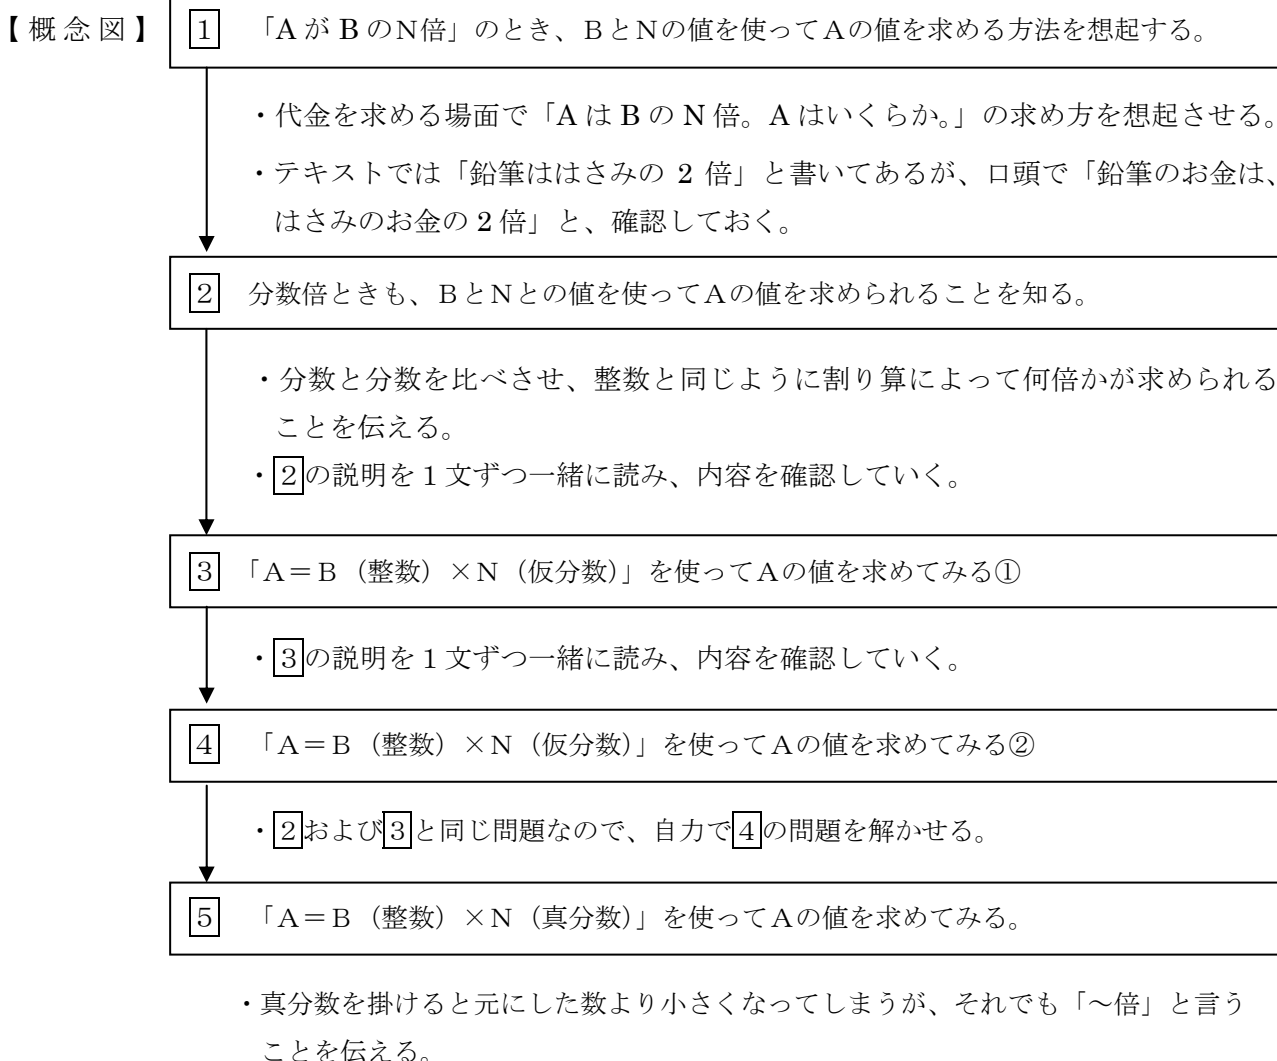 【概念図】 1 「AがBのN倍」のとき、BとNの値を使ってAの値を求める方法を想起する。
・代金を求める場面で「AはBのN倍。Aはいくらか。」の求め方を想起させる。
・テキストでは「鉛筆ははさみの 2 倍」と書いてあるが、口頭で「鉛筆のお金は、
はさみのお金の2倍」と、確認しておく。
2 分数倍ときも、BとNとの値を使ってAの値を求められることを知る。
・分数と分数を比べさせ、整数と同じように割り算によって何倍かが求められる
ことを伝える。
・2の説明を1文ずつ一緒に読み、内容を確認していく。
3 「A=B(整数)×N(仮分数)」を使ってAの値を求めてみる①
・3の説明を1文ずつ一緒に読み、内容を確認していく。
4 「A=B(整数)×N(仮分数)」を使ってAの値を求めてみる②
・2および3と同じ問題なので、自力で4の問題を解かせる。
5 「A=B(整数)×N(真分数)」を使ってAの値を求めてみる。
・真分数を掛けると元にした数より小さくなってしまうが、それでも「~倍」と言う
ことを伝える。